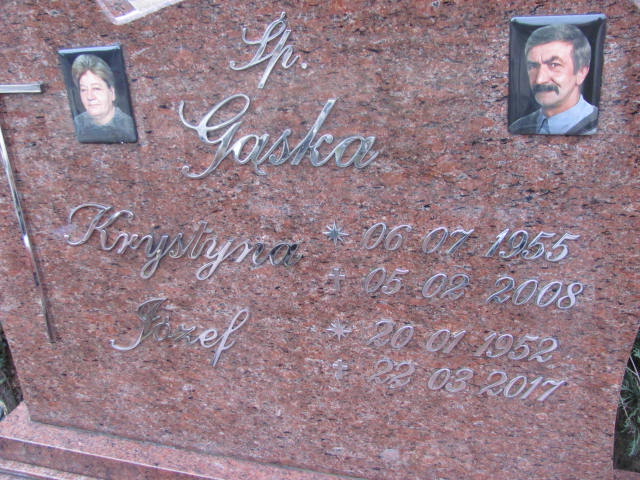 Śp.
Gąska
Krystyna * 06 07 1955
✝ 05 02 2008
Józef * 20 01 1952
✝ 22 03 2017